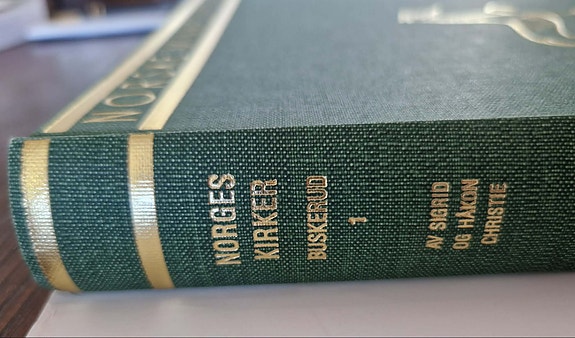 NORGES
KIRKER
BUSKERUD
1
AV SIGRID
OG HÅKON
CHRISTIE